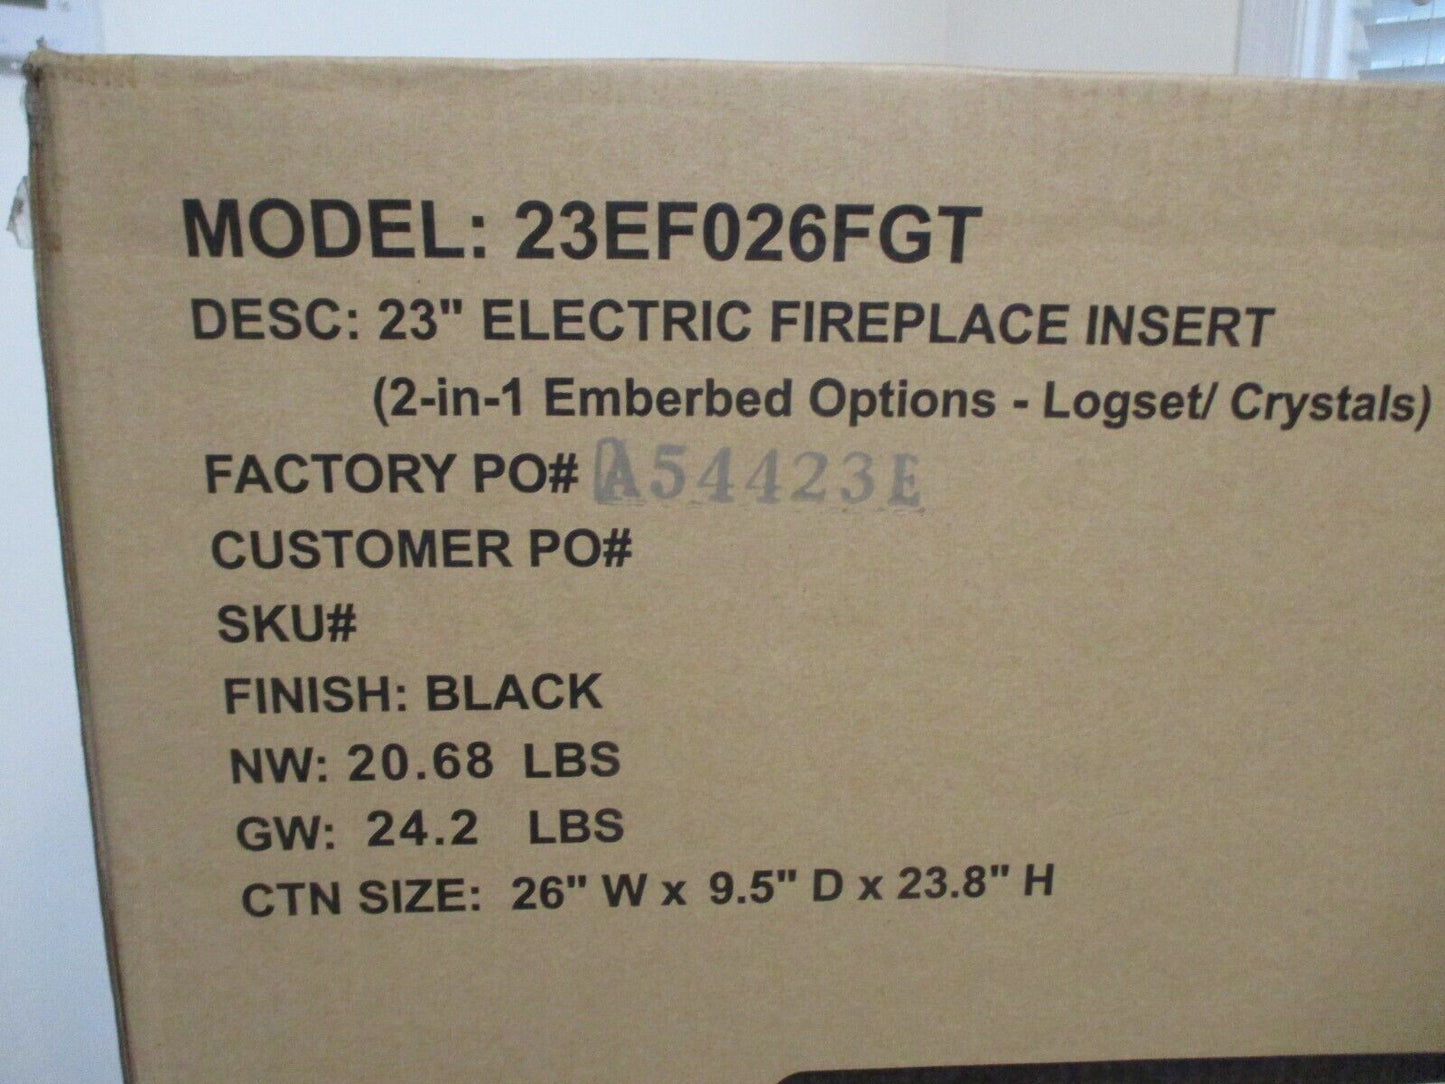 MODEL: 23EF026FGT
DESC: 23" ELECTRIC FIREPLACE INSERT
(2-in-1 Emberbed Options - Logset/ Crystals)
FACTORY PO# A54423E
CUSTOMER PO#
SKU#
FINISH: BLACK
NW: 20.68 LBS
GW: 24.2 LBS
CTN SIZE: 26" W x 9.5" D x 23.8" H